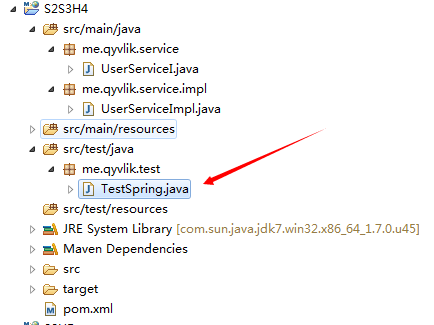 S2S3H4
src/main/java
me.qyvlik.service
UserServiceI.java
me.qyvlik.service.impl
UserServiceImpl.java
src/main/resources
src/test/java
me.qyvlik.test
TestSpring.java
src/test/resources
JRE System Library [com.sun.java.jdk7.win32.x86_64_1.7.0.u45]
Maven Dependencies
src
target
pom.xml